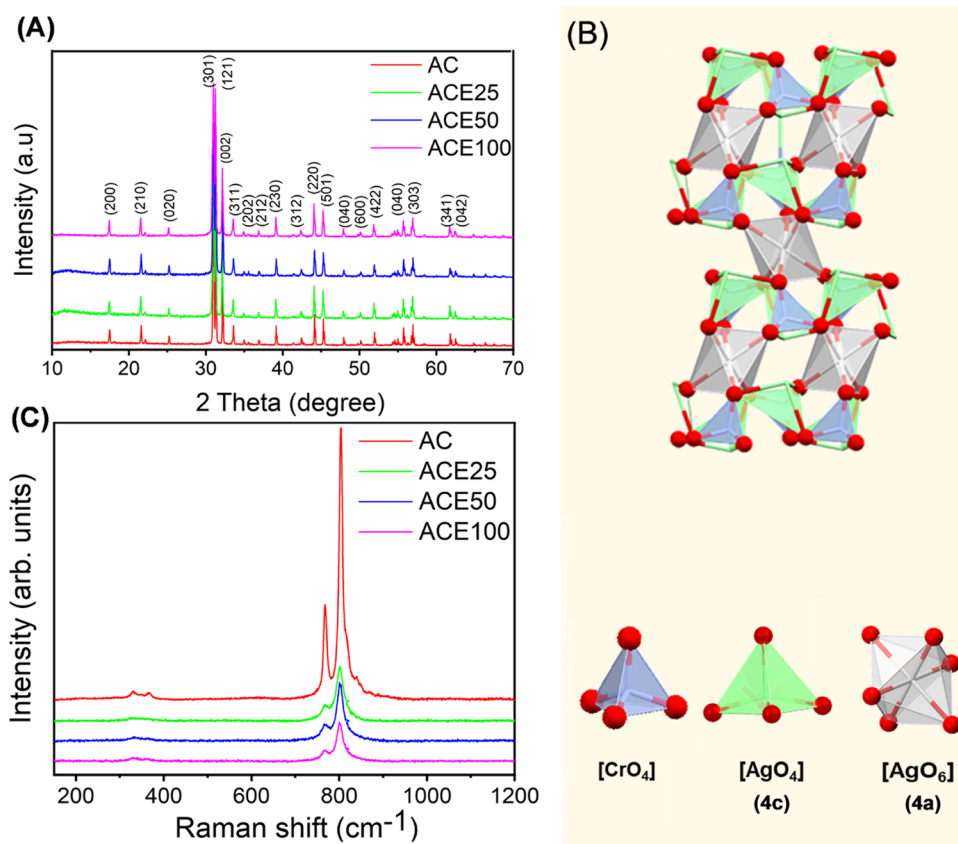 (A)
AC
ACE25
ACE50
ACE100
(200)
(210)
(020)
(301)
(121)
(002)
(311)
(202)
(212)
(230)
(312)
(220)
(501)
(040)
(600)
(422)
(040)
(303)
(341)
(042)
Intensity (a.u)
10 20 30 40 50 60 70
2 Theta (degree)
(B)
[CrO₄]
[AgO₄]
(4c)
[AgO₆]
(4a)
(C)
AC
ACE25
ACE50
ACE100
Intensity (arb. units)
200 400 600 800 1000 1200
Raman shift (cm⁻¹)